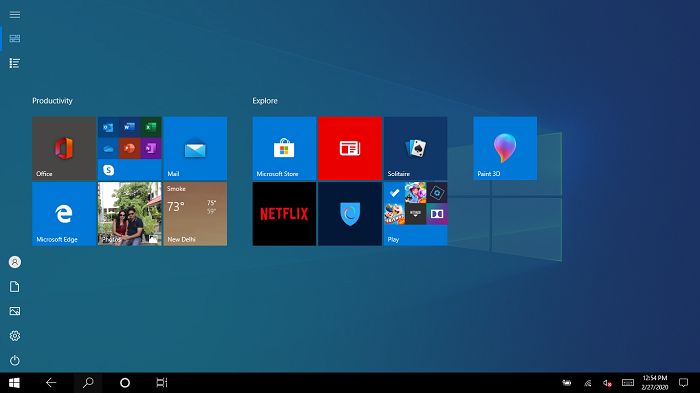 Productivity
Explore
Office
Mail
Microsoft Store
Solitaire
Paint 3D
Microsoft Edge
Photos
Smoke
73°
75°
59°
New Delhi
NETFLIX
Play
12:54 PM
2/27/2020